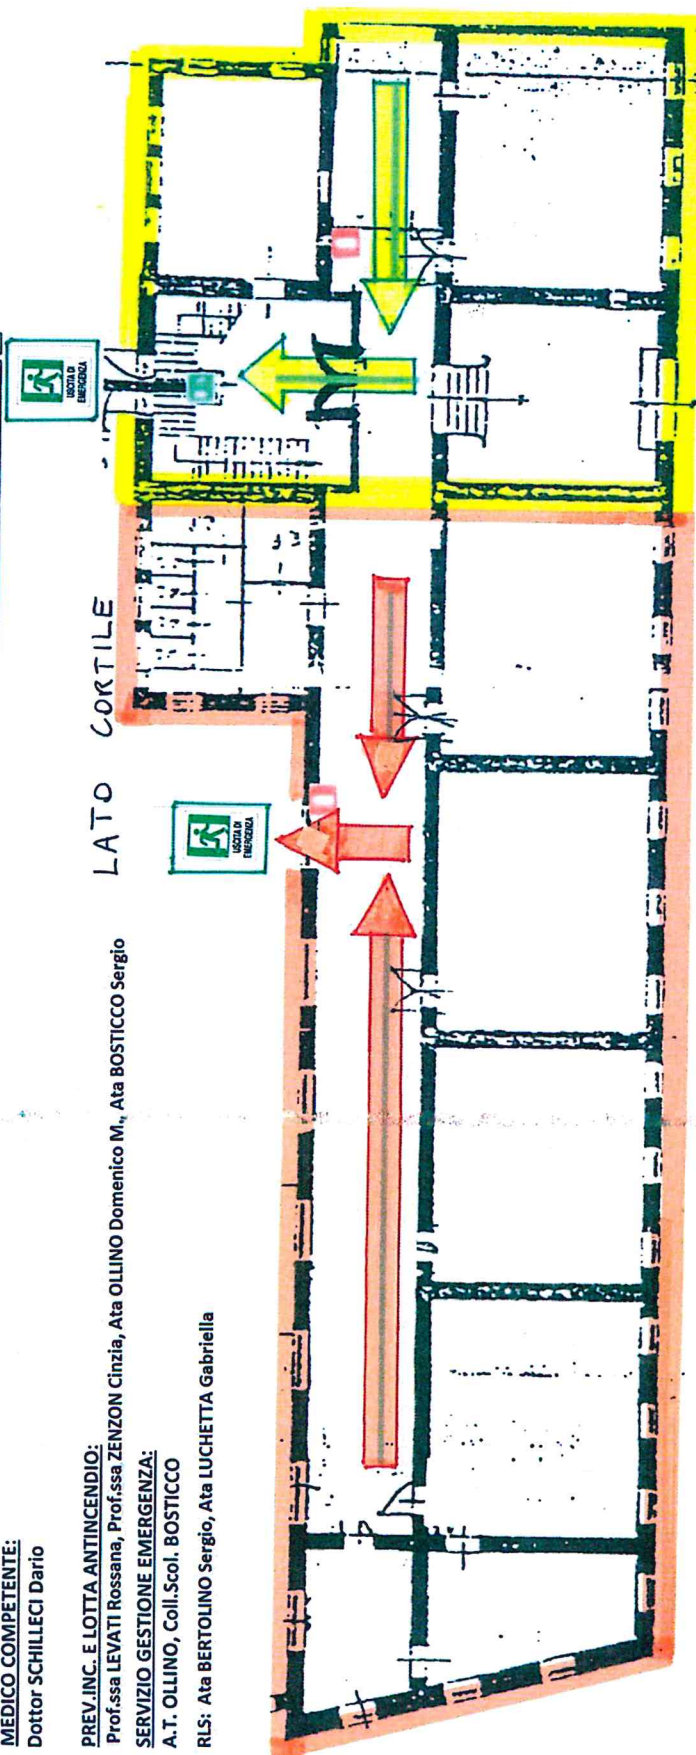 MEDICO COMPETENTE:
Dottor SCHILLECI Dario
PREV.INC. E LOTTA ANTINCENDIO:
Prof.ssa LEVATI Rossana, Prof.ssa ZENZON Cinzia, Ata OLLINO Domenico M., Ata BOSTICCO Sergio
SERVIZIO GESTIONE EMERGENZA:
A.T. OLLINO, Coll.Scol. BOSTICCO
RLS: Ata BERTOLINO Sergio, Ata LUCHETTA Gabriella
LATO CORTILE
USCITA DI
EMERGENZA
USCITA DI
EMERGENZA